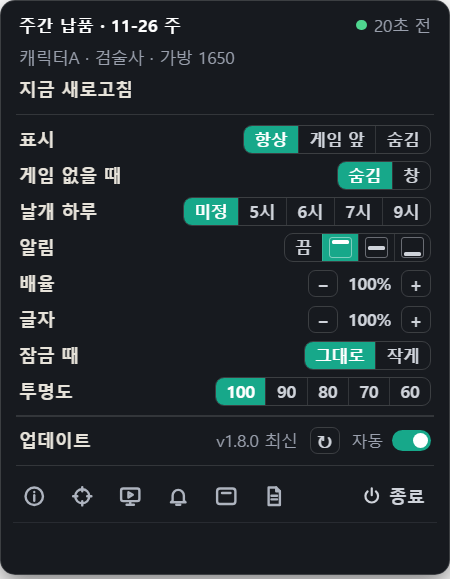 주간 납품 · 11-26 주 20초 전
캐릭터A · 검술사 · 가방 1650
지금 새로고침
표시 항상 게임 앞 숨김
게임 없을 때 숨김 창
날개 하루 미정 5시 6시 7시 9시
알림 끔
배율 − 100% +
글자 − 100% +
잠금 때 그대로 작게
투명도 100 90 80 70 60
업데이트 v1.8.0 최신 ↻ 자동
종료